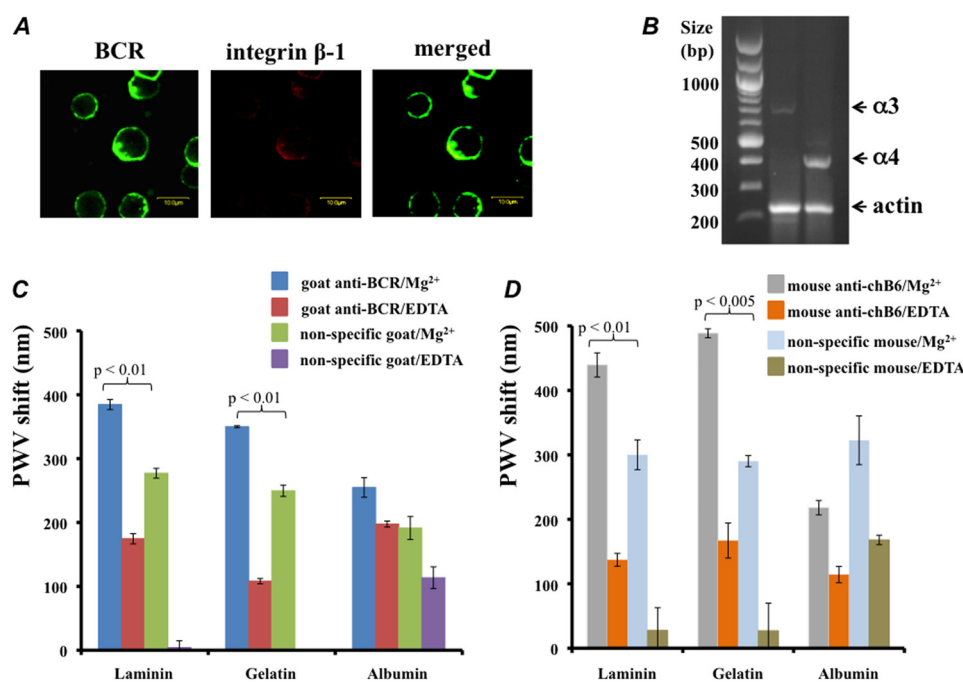 A
BCR
integrin β-1
merged
10.0μm
10.0μm
10.0μm
B
Size
(bp)
1000
500
400
300
200
α3
α4
actin
C
goat anti-BCR/Mg²⁺
goat anti-BCR/EDTA
non-specific goat/Mg²⁺
non-specific goat/EDTA
PWV shift (nm)
500
400
300
200
100
0
p < 0.01
p < 0.01
Laminin
Gelatin
Albumin
D
mouse anti-chB6/Mg²⁺
mouse anti-chB6/EDTA
non-specific mouse/Mg²⁺
non-specific mouse/EDTA
PWV shift (nm)
500
400
300
200
100
0
p < 0.01
p < 0.005
Laminin
Gelatin
Albumin